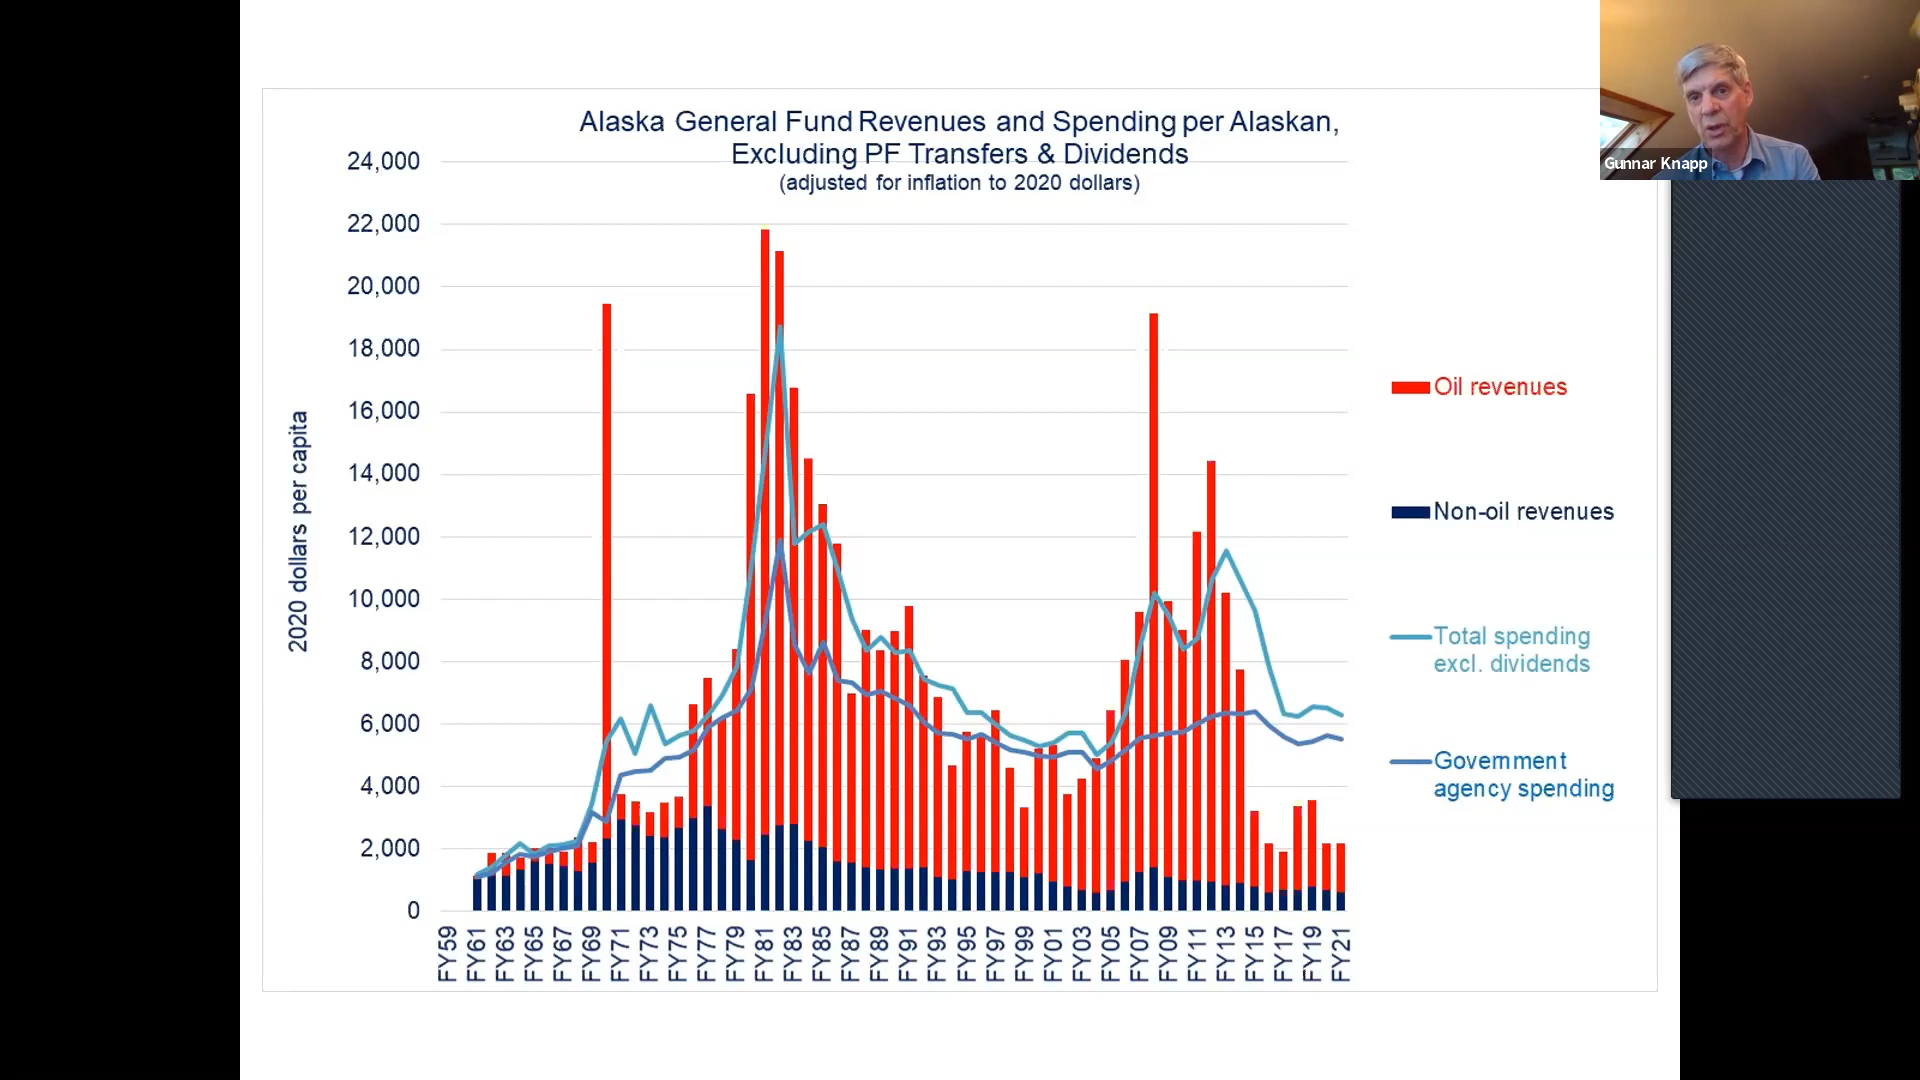 Alaska General Fund Revenues and Spending per Alaskan,
Excluding PF Transfers & Dividends
(adjusted for inflation to 2020 dollars)
Gunnar Knapp
24,000
22,000
20,000
18,000
16,000
14,000
12,000
10,000
8,000
6,000
4,000
2,000
0
2020 dollars per capita
Oil revenues
Non-oil revenues
Total spending
excl. dividends
Government
agency spending
FY59
FY61
FY63
FY65
FY67
FY69
FY71
FY73
FY75
FY77
FY79
FY81
FY83
FY85
FY87
FY89
FY91
FY93
FY95
FY97
FY99
FY01
FY03
FY05
FY07
FY09
FY11
FY13
FY15
FY17
FY19
FY21